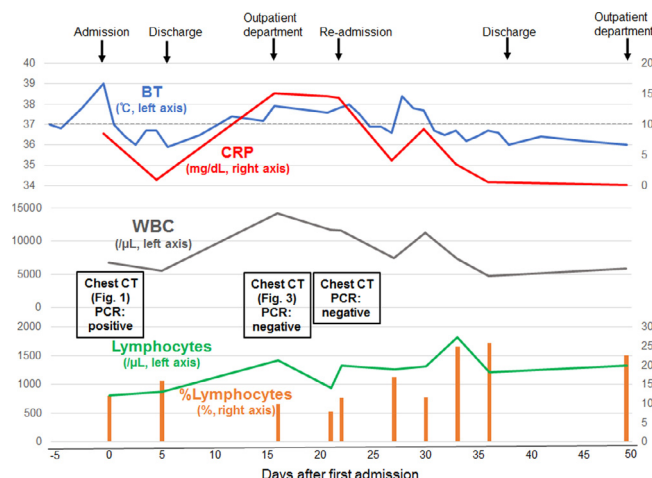 Admission
Discharge
Outpatient
department
Re-admission
Discharge
Outpatient
department
40
39
38
37
36
35
34
20
15
10
5
0
BT
(℃, left axis)
CRP
(mg/dL, right axis)
15000
10000
5000
0
WBC
(/μL, left axis)
Chest CT
(Fig. 1)
PCR:
positive
Chest CT
(Fig. 3)
PCR:
negative
Chest CT
PCR:
negative
2000
1500
1000
500
0
30
25
20
15
10
5
0
Lymphocytes
(/μL, left axis)
%Lymphocytes
(%, right axis)
-5 0 5 10 15 20 25 30 35 40 45 50
Days after first admission